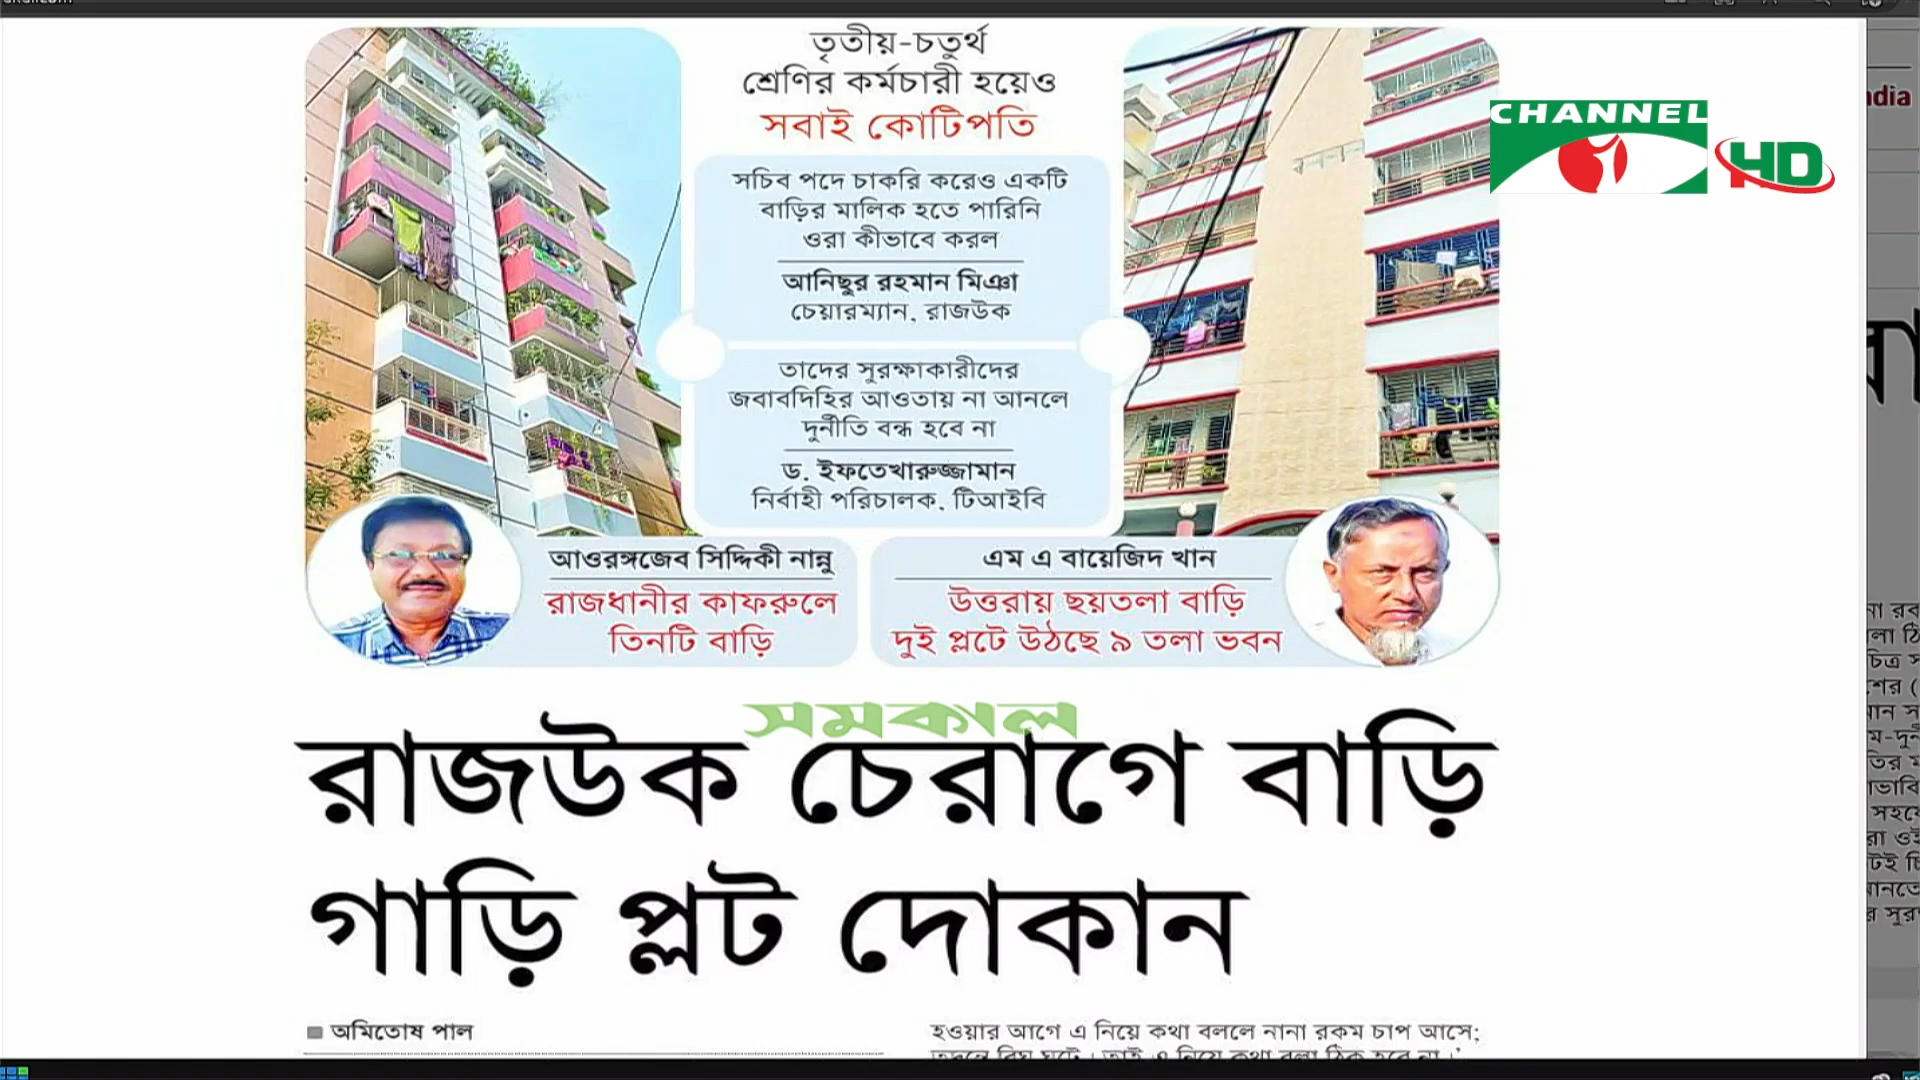 তৃতীয়-চতুর্থ
শ্রেণির কর্মচারী হয়েও
সবাই কোটিপতি
সচিব পদে চাকরি করেও একটি
বাড়ির মালিক হতে পারিনি
ওরা কীভাবে করল
আনিছুর রহমান মিঞা
চেয়ারম্যান, রাজউক
তাদের সুরক্ষাকারীদের
জবাবদিহির আওতায় না আনলে
দুর্নীতি বন্ধ হবে না
ড. ইফতেখারুজ্জামান
নির্বাহী পরিচালক, টিআইবি
আওরঙ্গজেব সিদ্দিকী নান্নু
রাজধানীর কাফরুলে
তিনটি বাড়ি
এম এ বায়েজিদ খান
উত্তরায় ছয়তলা বাড়ি
দুই প্লটে উঠছে ৯ তলা ভবন
CHANNEL
HD
সমকাল
রাজউক চেরাগে বাড়ি
গাড়ি প্লট দোকান
অমিতোষ পাল
হওয়ার আগে এ নিয়ে কথা বললে নানা রকম চাপ আসে;